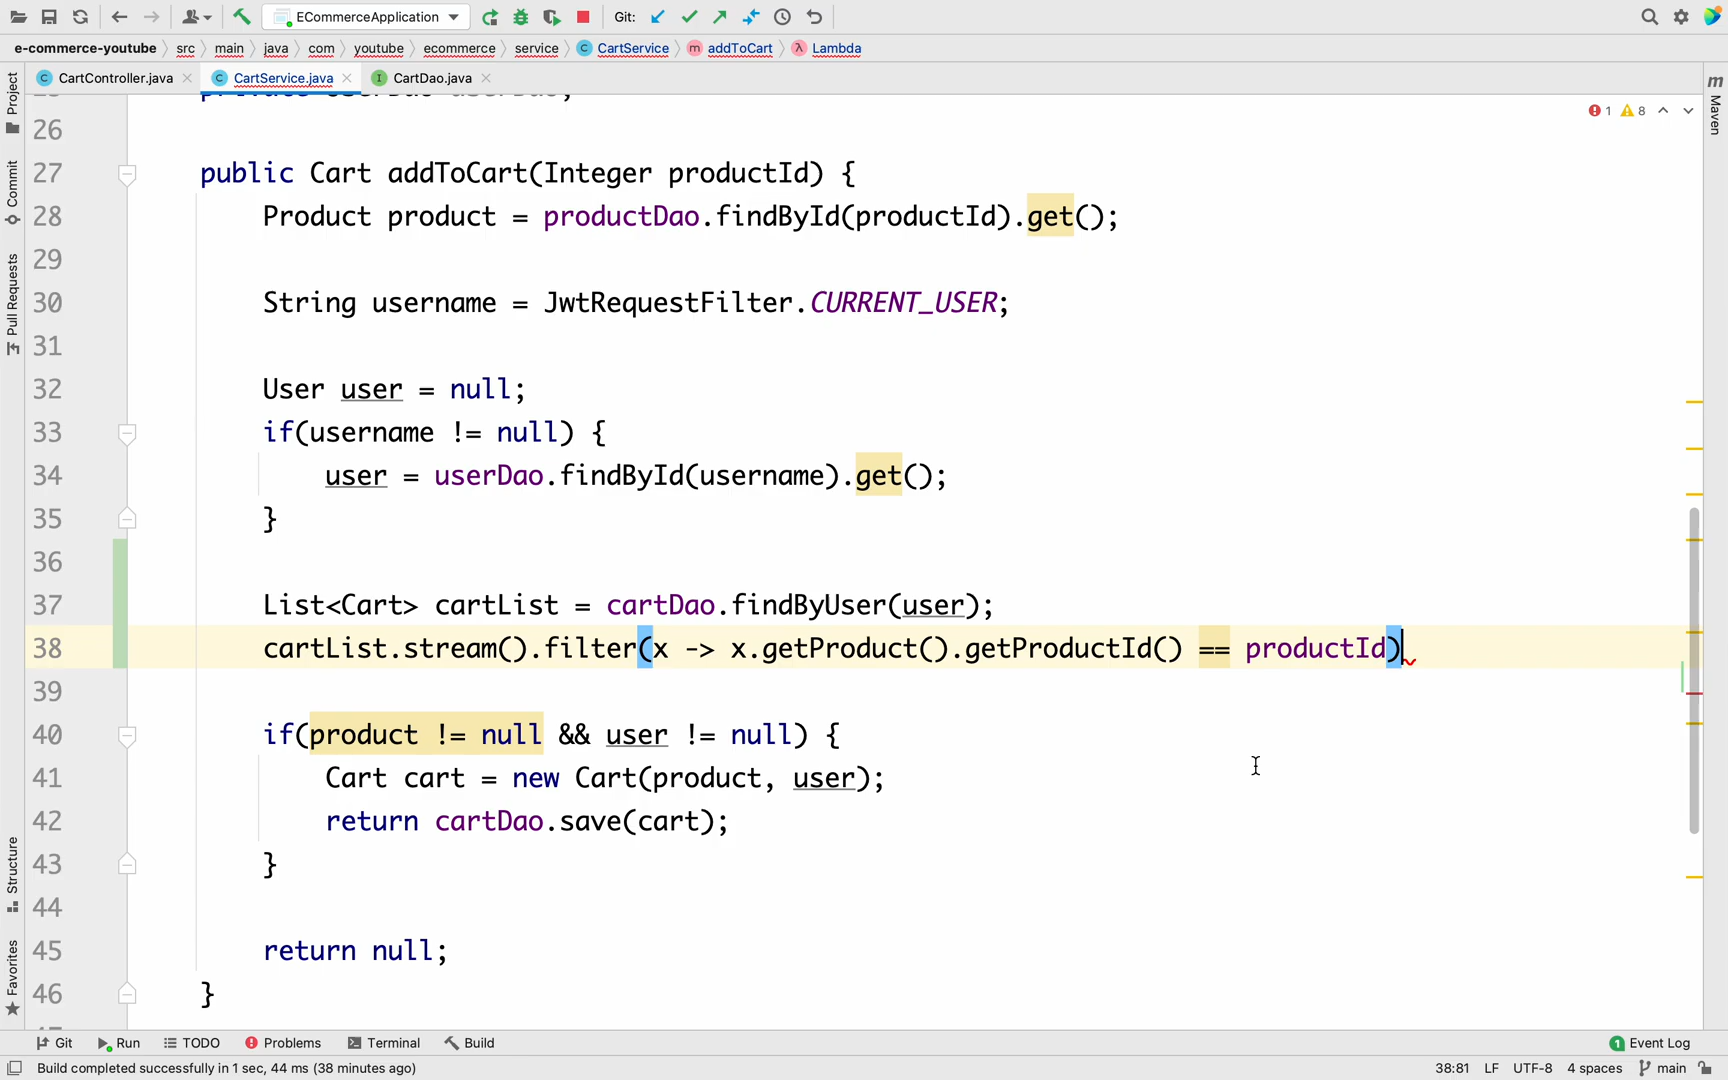 ECommerceApplication Git:
e-commerce-youtube src main java com youtube ecommerce service CartService addToCart Lambda
CartController.java CartService.java CartDao.java
Project
Commit
Pull Requests
Structure
Favorites
Maven
1 8
26
27 public Cart addToCart(Integer productId) {
28 Product product = productDao.findById(productId).get();
29
30 String username = JwtRequestFilter.CURRENT_USER;
31
32 User user = null;
33 if(username != null) {
34 user = userDao.findById(username).get();
35 }
36
37 List<Cart> cartList = cartDao.findByUser(user);
38 cartList.stream().filter(x -> x.getProduct().getProductId() == productId)
39
40 if(product != null && user != null) {
41 Cart cart = new Cart(product, user);
42 return cartDao.save(cart);
43 }
44
45 return null;
46 }
Git Run TODO Problems Terminal Build 1 Event Log
Build completed successfully in 1 sec, 44 ms (38 minutes ago) 38:81 LF UTF-8 4 spaces main